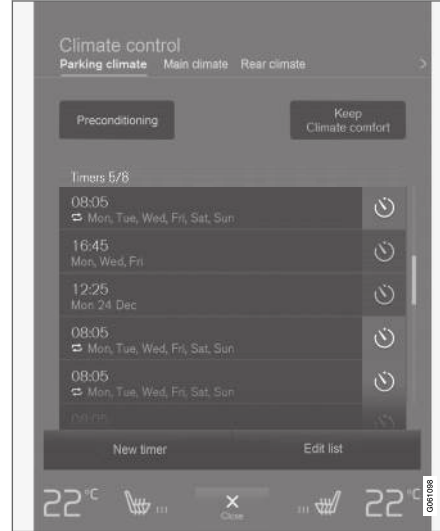 Climate control
Parking climate Main climate Rear climate >
Preconditioning
Keep
Climate comfort
Timers 5/8
08:05
Mon, Tue, Wed, Fri, Sat, Sun
16:45
Mon, Wed, Fri
12:25
Mon 24 Dec
08:05
Mon, Tue, Wed, Fri, Sat, Sun
08:05
Mon, Tue, Wed, Fri, Sat, Sun
New timer Edit list
22°C 22°C
Close
G061098